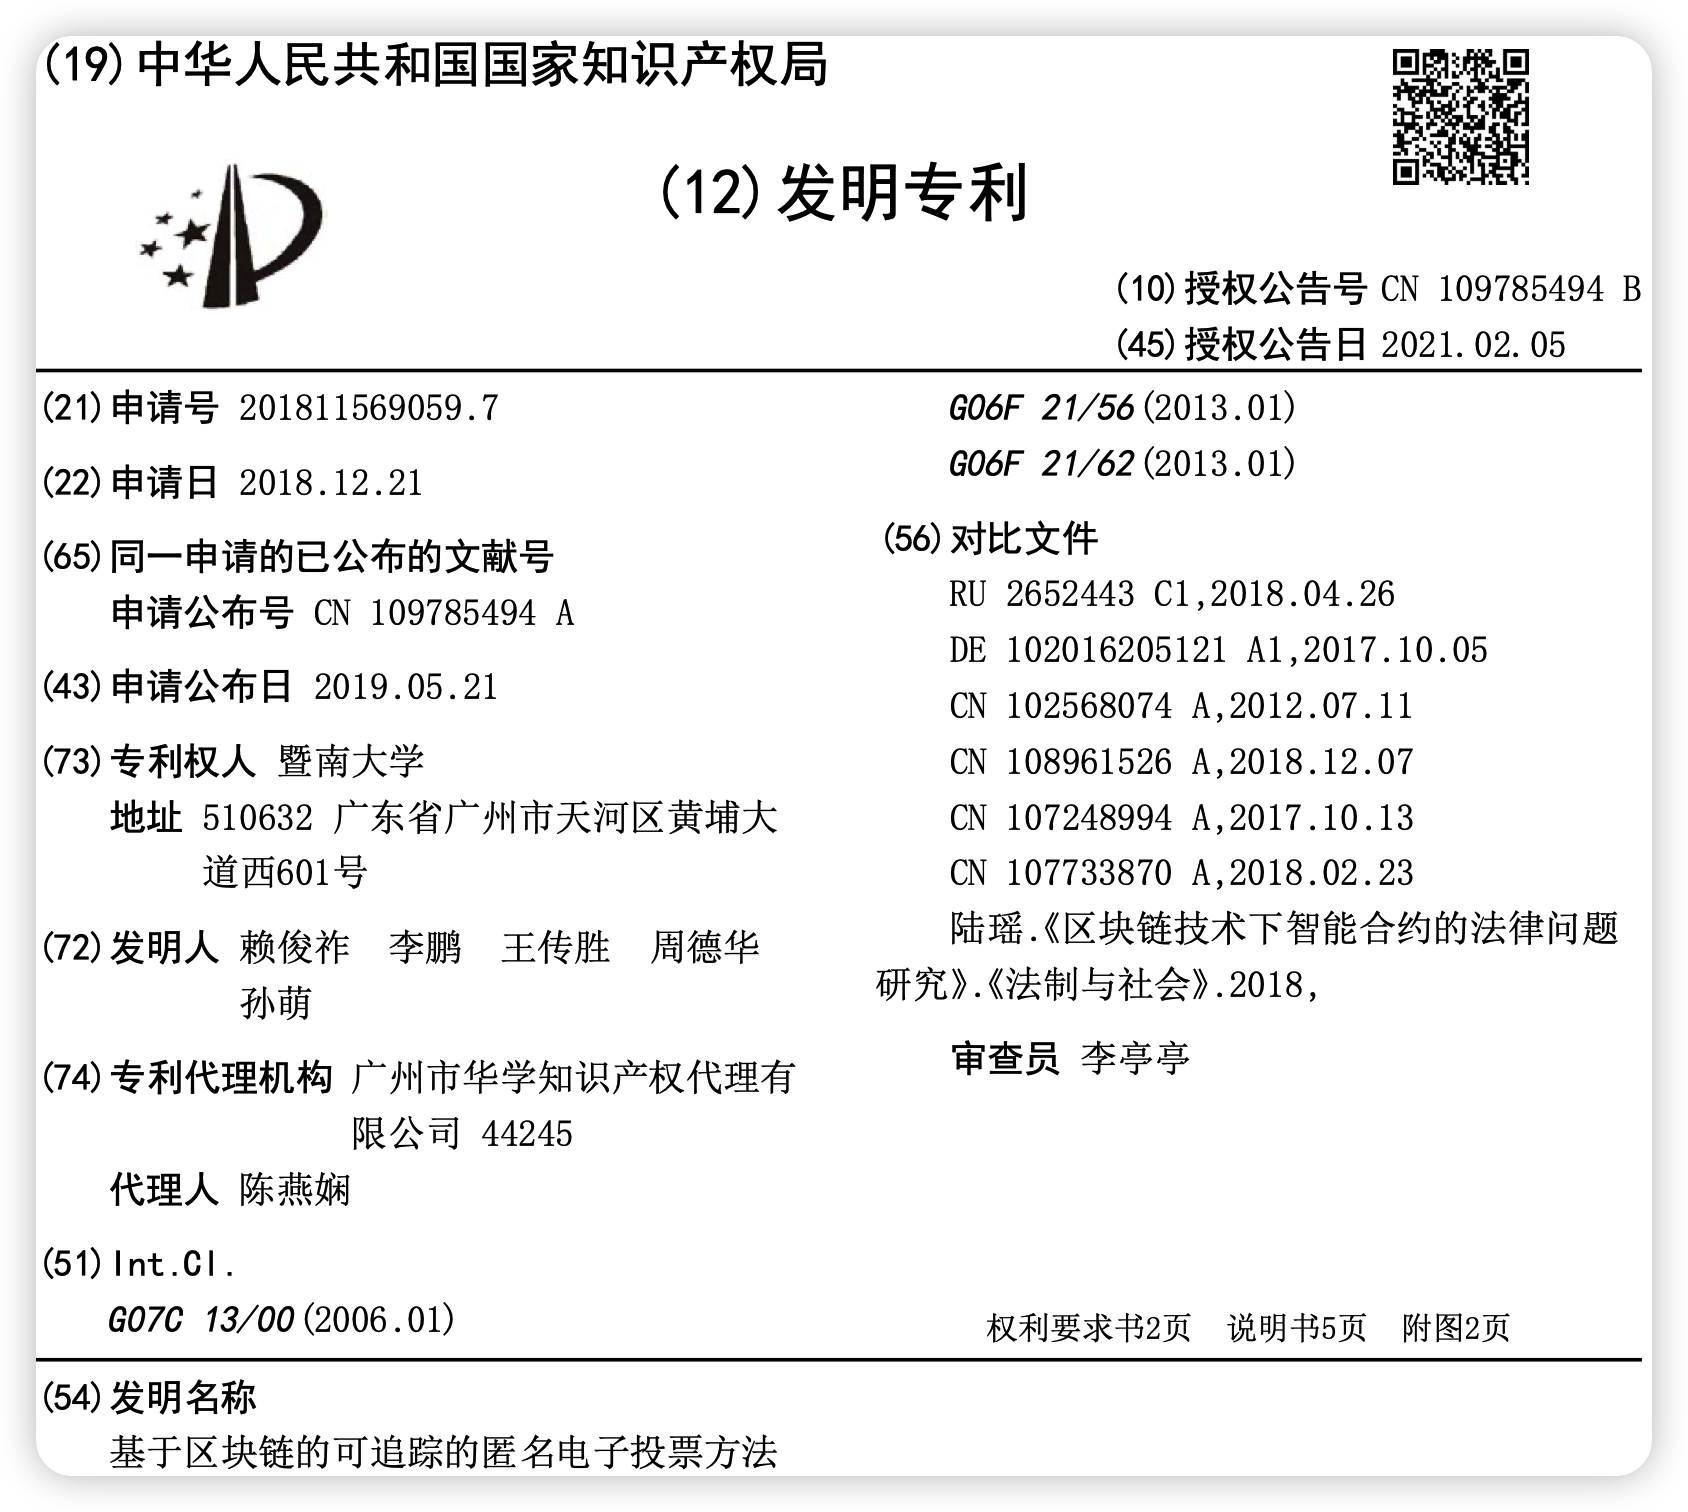 (19)中华人民共和国国家知识产权局
(12)发明专利
(10)授权公告号 CN 109785494 B
(45)授权公告日 2021.02.05
(21)申请号 201811569059.7
(22)申请日 2018.12.21
(65)同一申请的已公布的文献号
申请公布号 CN 109785494 A
(43)申请公布日 2019.05.21
(73)专利权人 暨南大学
地址 510632 广东省广州市天河区黄埔大
道西601号
(72)发明人 赖俊祚 李鹏 王传胜 周德华
孙萌
(74)专利代理机构 广州市华学知识产权代理有
限公司 44245
代理人 陈燕娴
(51)Int.Cl.
G07C 13/00(2006.01)
G06F 21/56(2013.01)
G06F 21/62(2013.01)
(56)对比文件
RU 2652443 C1,2018.04.26
DE 102016205121 A1,2017.10.05
CN 102568074 A,2012.07.11
CN 108961526 A,2018.12.07
CN 107248994 A,2017.10.13
CN 107733870 A,2018.02.23
陆瑶.《区块链技术下智能合约的法律问题
研究》.《法制与社会》.2018,
审查员 李亭亭
权利要求书2页 说明书5页 附图2页
(54)发明名称
基于区块链的可追踪的匿名电子投票方法